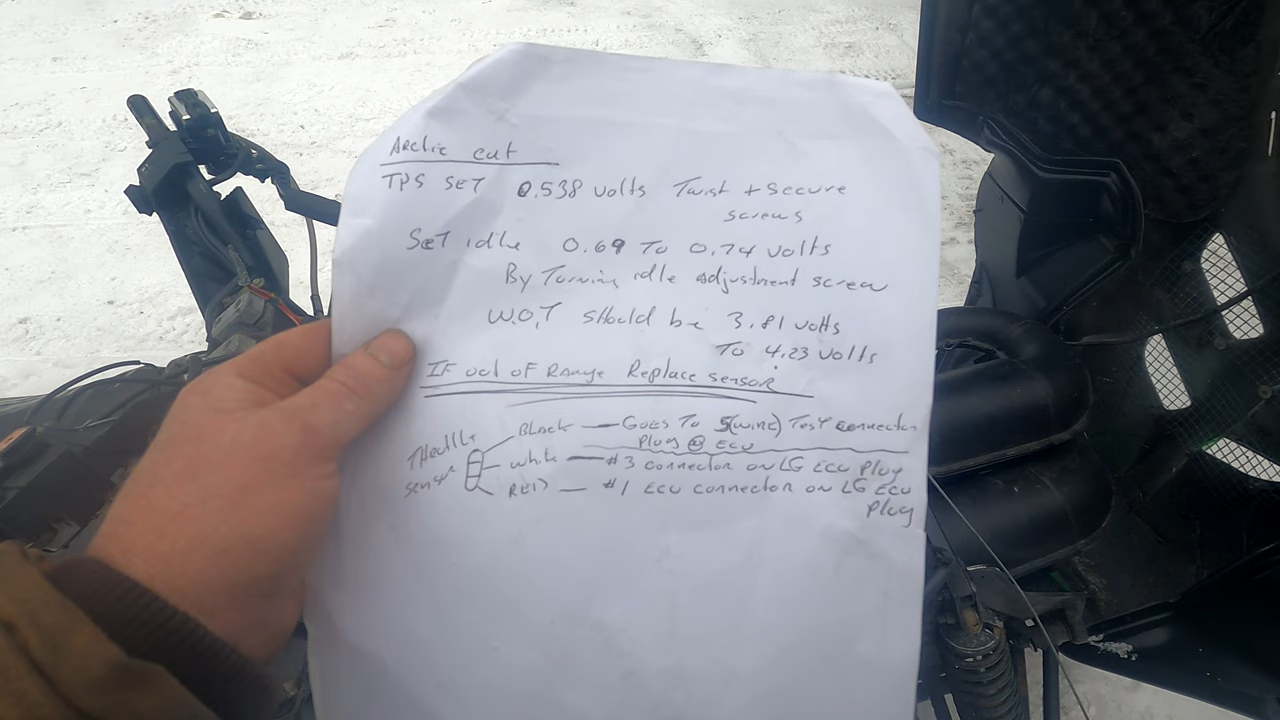 Arctic cat
TPS SET 0.538 volts Twist + secure
screws
Set idle 0.69 To 0.74 volts
By Turning idle adjustment screw
W.O.T should be 3.81 volts
To 4.23 volts
IF out oF Range Replace sensor
Throttle sensor
Black — Goes To 5(wire) Test connector
Plug @ ECU
white — #3 connector on LG ECU Plug
RED — #1 ECU connector on LG ECU
Plug